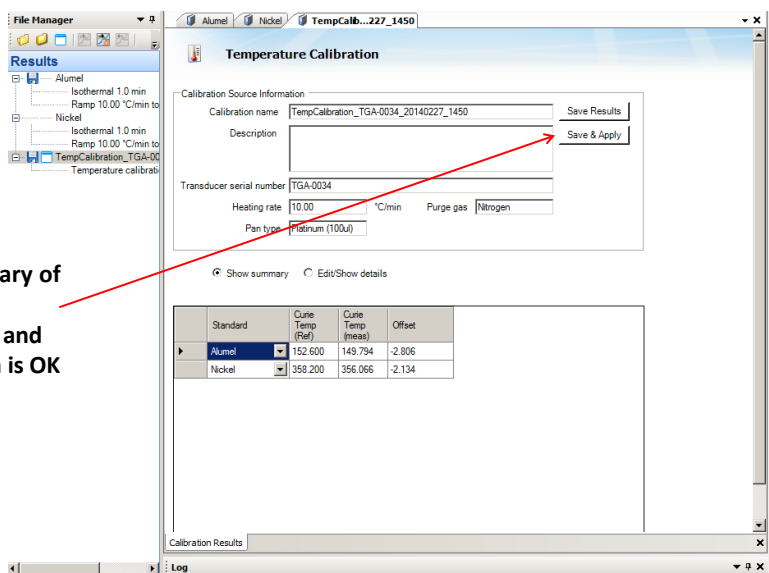 File Manager
Alumel
Nickel
TempCalib...227_1450
Results
Alumel
Isothermal 1.0 min
Ramp 10.00 °C/min to
Nickel
Isothermal 1.0 min
Ramp 10.00 °C/min to
TempCalibration_TGA-00
Temperature calibrati
ary of
and
is OK
Temperature Calibration
Calibration Source Information
Calibration name TempCalibration_TGA-0034_20140227_1450 Save Results
Description Save & Apply
Transducer serial number TGA-0034
Heating rate 10.00 °C/min Purge gas Nitrogen
Pan type Platinum (100ul)
Show summary Edit/Show details
Standard Curie Temp (Ref) Curie Temp (meas) Offset
Alumel 152.600 149.794 -2.806
Nickel 358.200 356.066 -2.134
Calibration Results
Log